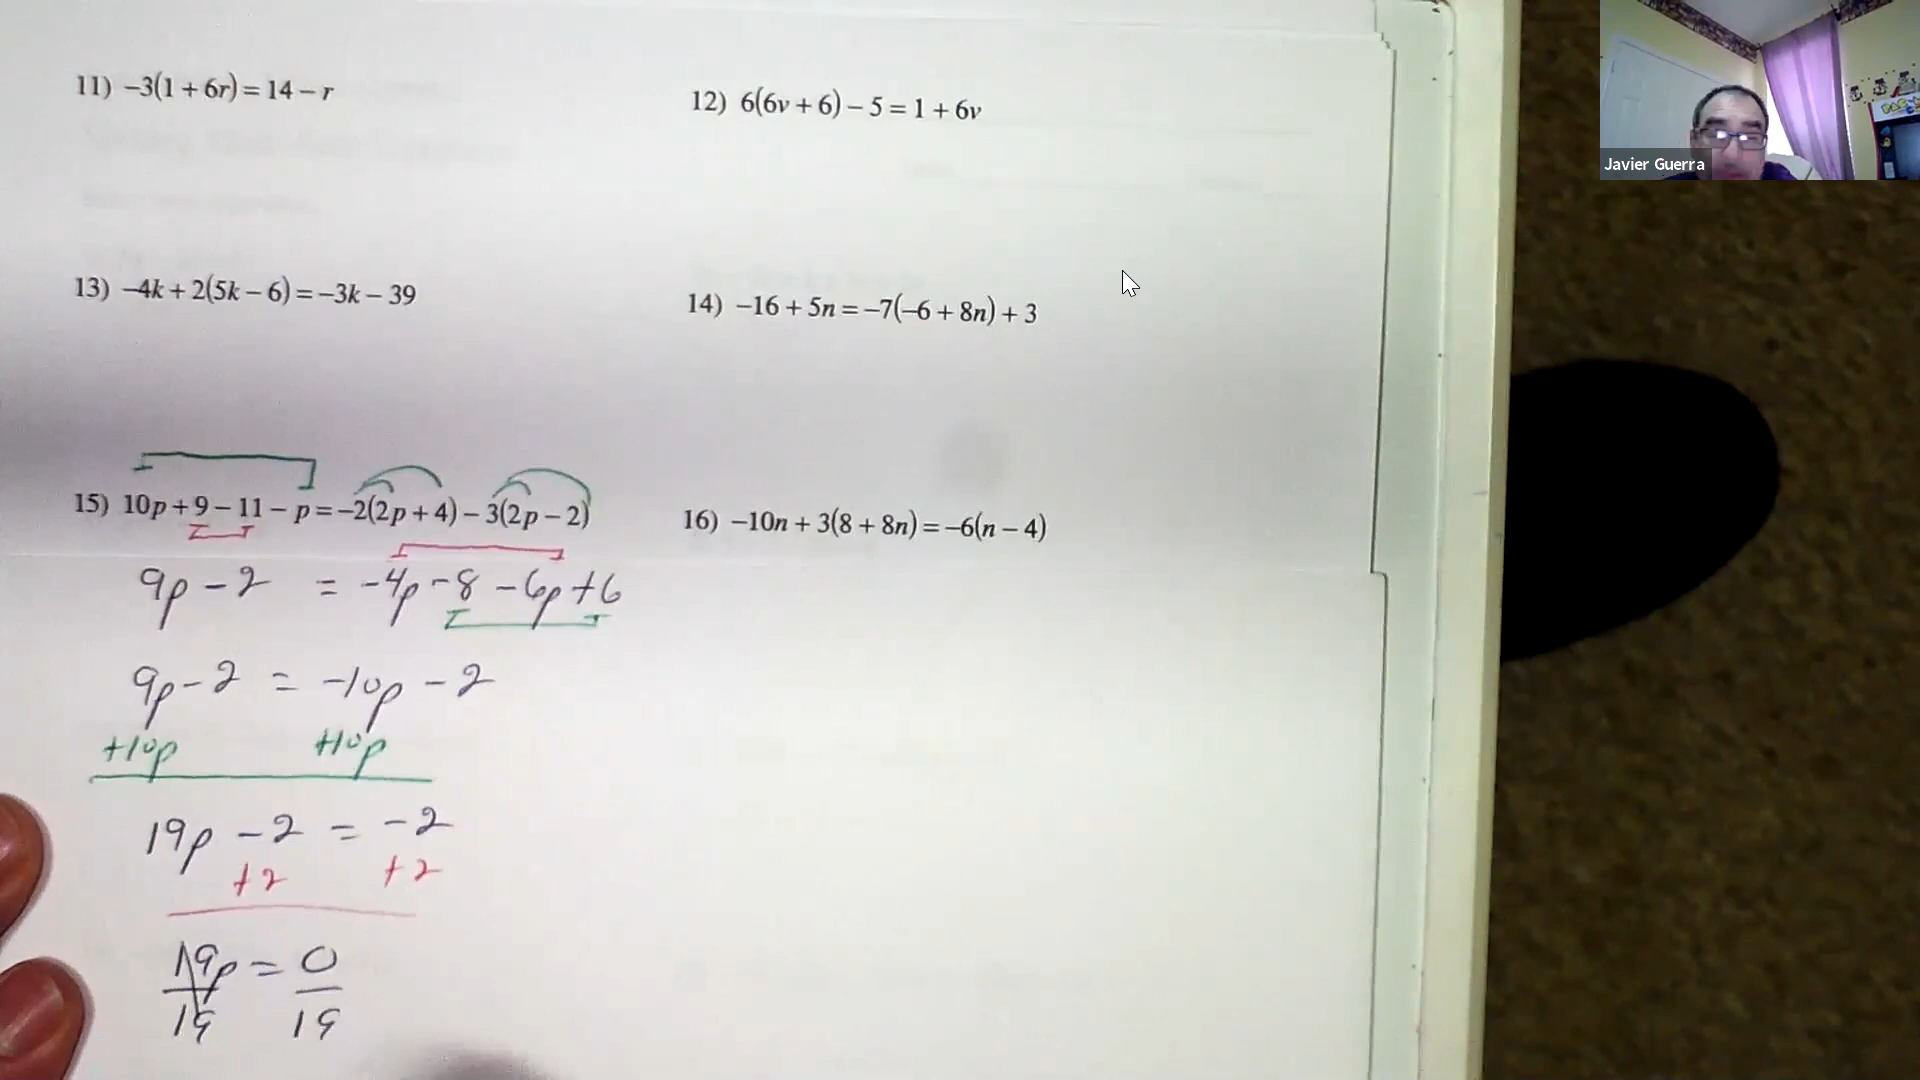 Javier Guerra
11) −3(1 + 6r) = 14 − r
12) 6(6v + 6) − 5 = 1 + 6v
13) −4k + 2(5k − 6) = −3k − 39
14) −16 + 5n = −7(−6 + 8n) + 3
15) 10p + 9 − 11 − p = −2(2p + 4) − 3(2p − 2)
9p − 2 = −4p − 8 − 6p + 6
9p − 2 = −10p − 2
+10p +10p
19p − 2 = −2
+2 +2
19p = 0
19 19
16) −10n + 3(8 + 8n) = −6(n − 4)